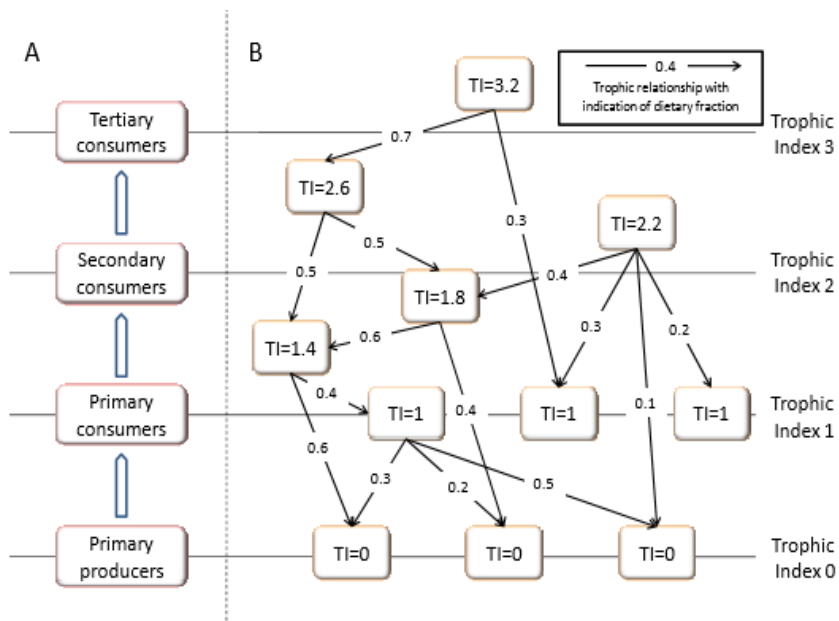 A
B
0.4
Trophic relationship with
indication of dietary fraction
TI=3.2
Tertiary
consumers
0.7
Trophic
Index 3
TI=2.6
0.3
TI=2.2
0.5
0.5
Secondary
consumers
0.4
Trophic
Index 2
TI=1.8
0.6
0.3
0.2
TI=1.4
0.4
0.4
0.1
Primary
consumers
TI=1
TI=1
TI=1
Trophic
Index 1
0.6
0.3
0.2
0.5
Primary
producers
TI=0
TI=0
TI=0
Trophic
Index 0